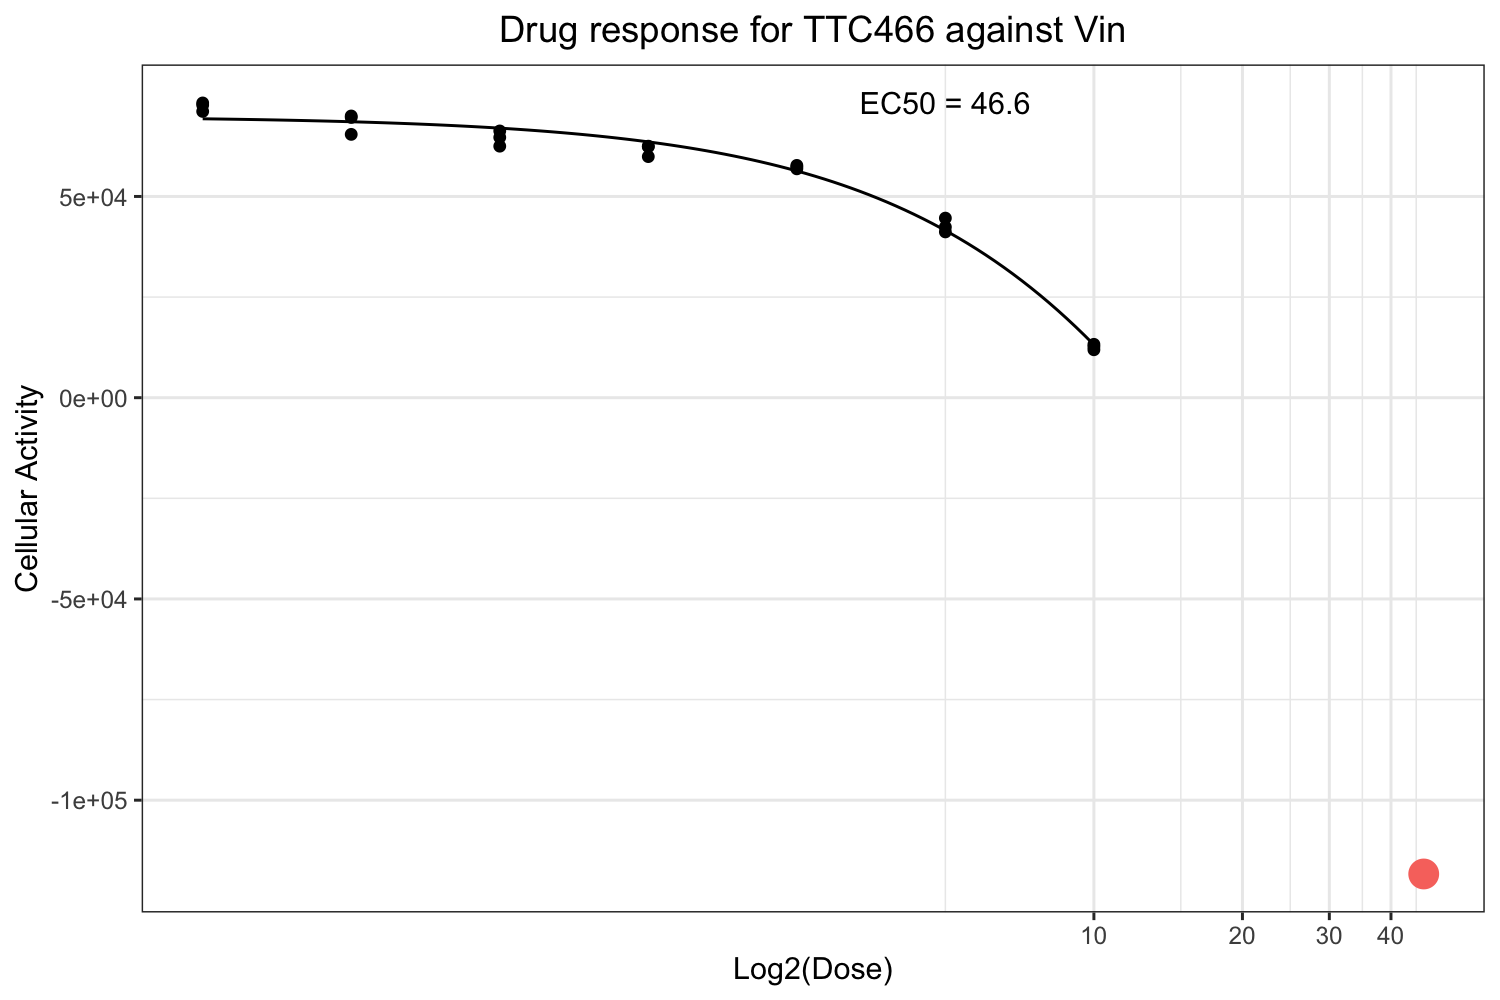 Drug response for TTC466 against Vin
EC50 = 46.6
5e+04
0e+00
-5e+04
-1e+05
Cellular Activity
10 20 30 40
Log2(Dose)